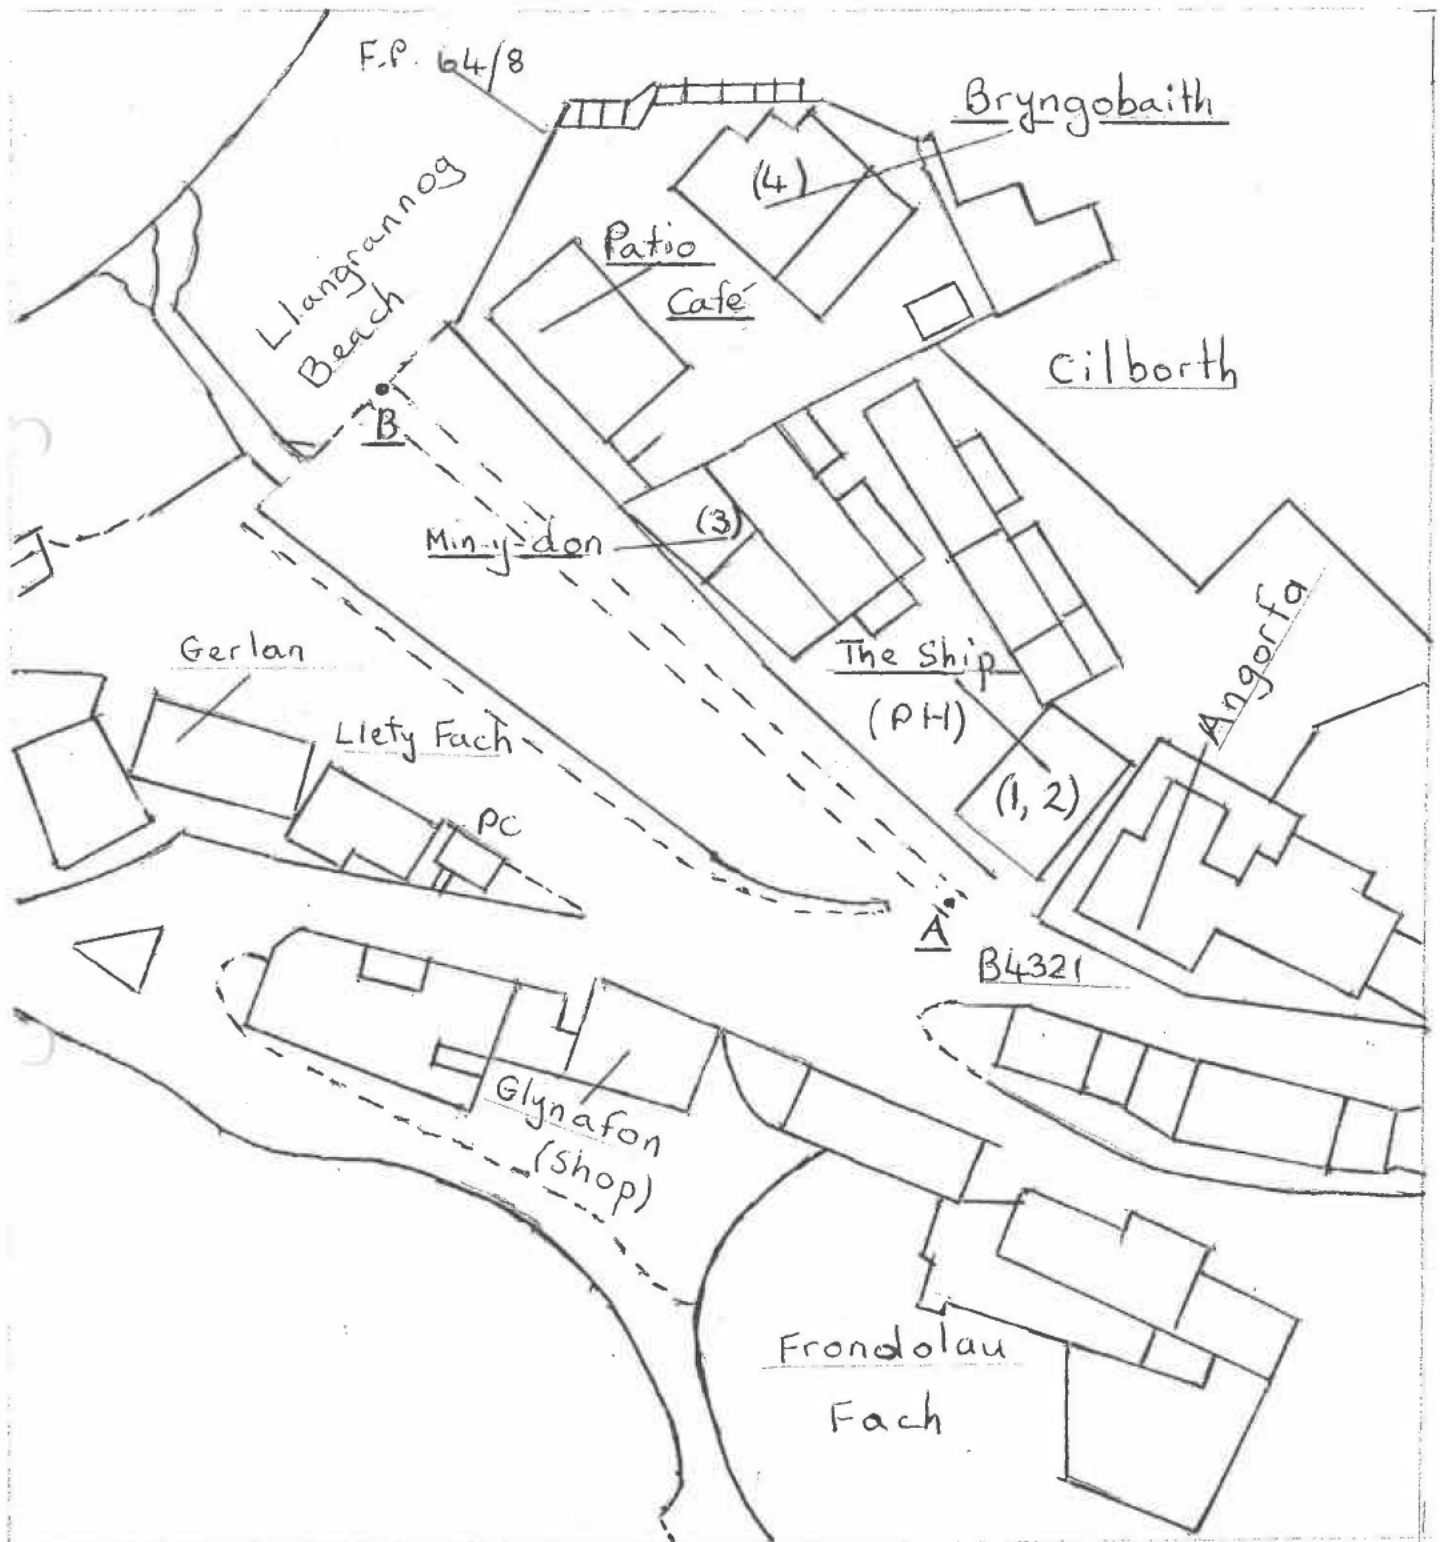 F.P. 64/8
Bryngobaith
(4)
Llangrannog
Beach
Patio
Café
Cilborth
B
(3)
Min-y-don
Gerlan
Angorfa
The Ship
(PH)
Llety Fach
(1, 2)
PC
A
B4321
Glynafon
(Shop)
Frondolau
Fach